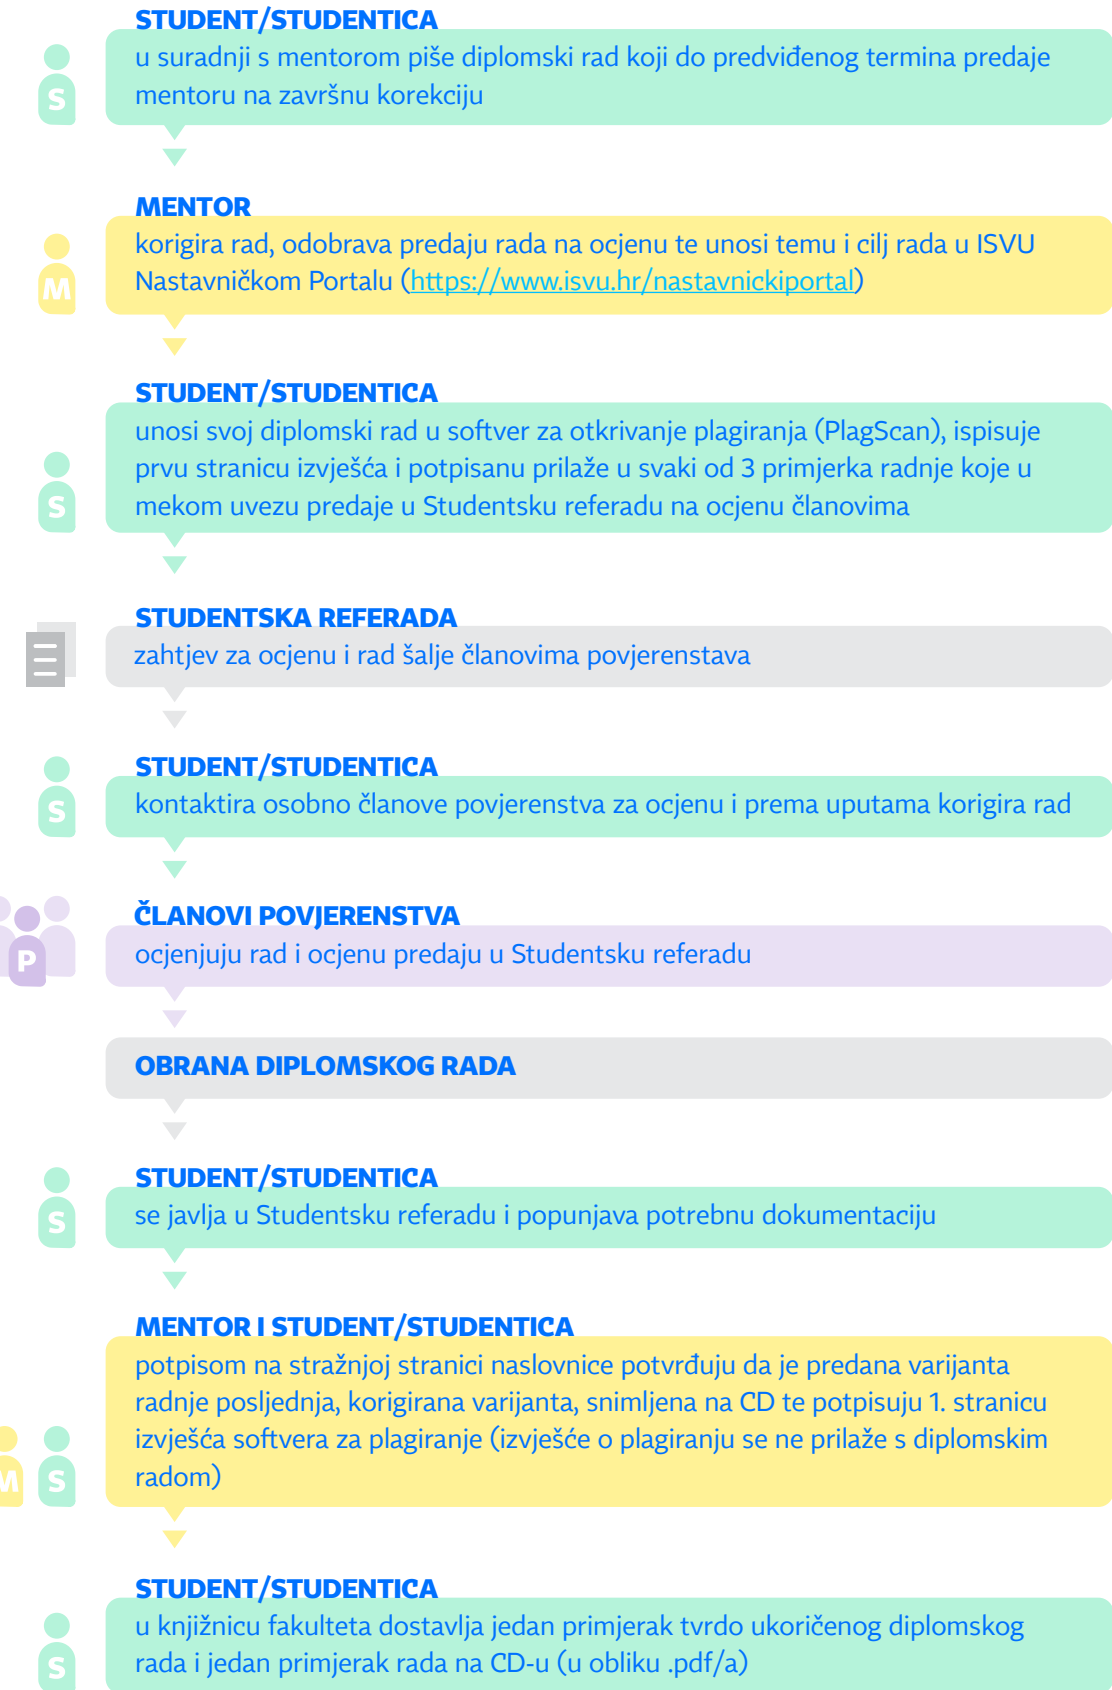 STUDENT/STUDENTICA
u suradnji s mentorom piše diplomski rad koji do predviđenog termina predaje
mentoru na završnu korekciju
S
MENTOR
korigira rad, odobrava predaju rada na ocjenu te unosi temu i cilj rada u ISVU
Nastavničkom Portalu (https://www.isvu.hr/nastavnickiportal)
M
STUDENT/STUDENTICA
unosi svoj diplomski rad u softver za otkrivanje plagiranja (PlagScan), ispisuje
prvu stranicu izvješća i potpisanu prilaže u svaki od 3 primjerka radnje koje u
mekom uvezu predaje u Studentsku referadu na ocjenu članovima
S
STUDENTSKA REFERADA
zahtjev za ocjenu i rad šalje članovima povjerenstava
STUDENT/STUDENTICA
kontaktira osobno članove povjerenstva za ocjenu i prema uputama korigira rad
S
ČLANOVI POVJERENSTVA
ocjenjuju rad i ocjenu predaju u Studentsku referadu
P
OBRANA DIPLOMSKOG RADA
STUDENT/STUDENTICA
se javlja u Studentsku referadu i popunjava potrebnu dokumentaciju
S
MENTOR I STUDENT/STUDENTICA
potpisom na stražnjoj stranici naslovnice potvrđuju da je predana varijanta
radnje posljednja, korigirana varijanta, snimljena na CD te potpisuju 1. stranicu
izvješća softvera za plagiranje (izvješće o plagiranju se ne prilaže s diplomskim
radom)
M S
STUDENT/STUDENTICA
u knjižnicu fakulteta dostavlja jedan primjerak tvrdo ukoričenog diplomskog
rada i jedan primjerak rada na CD-u (u obliku .pdf/a)
S